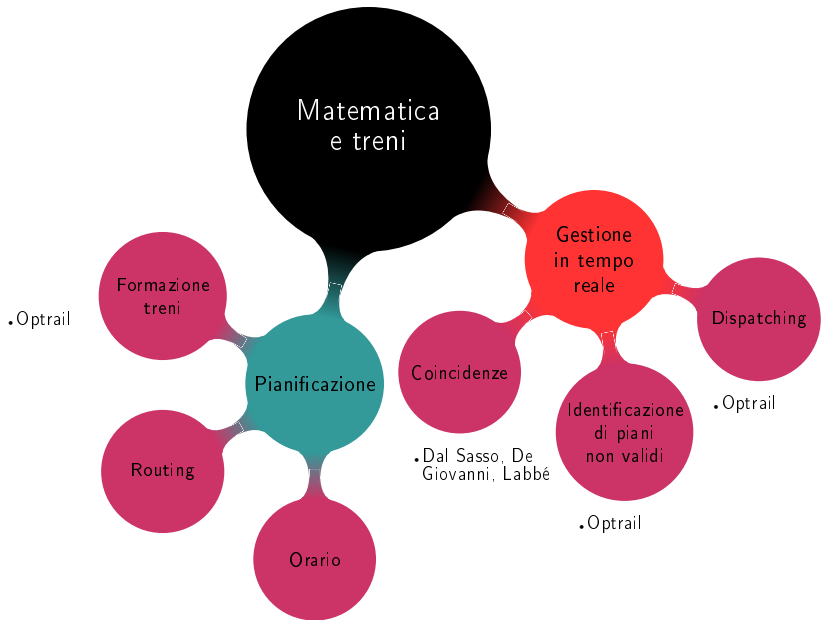 Matematica
e treni
Gestione
in tempo
reale
Formazione
treni
Optrail
Pianificazione
Routing
Orario
Coincidenze
Dal Sasso, De
Giovanni, Labbé
Identificazione
di piani
non validi
Optrail
Dispatching
Optrail